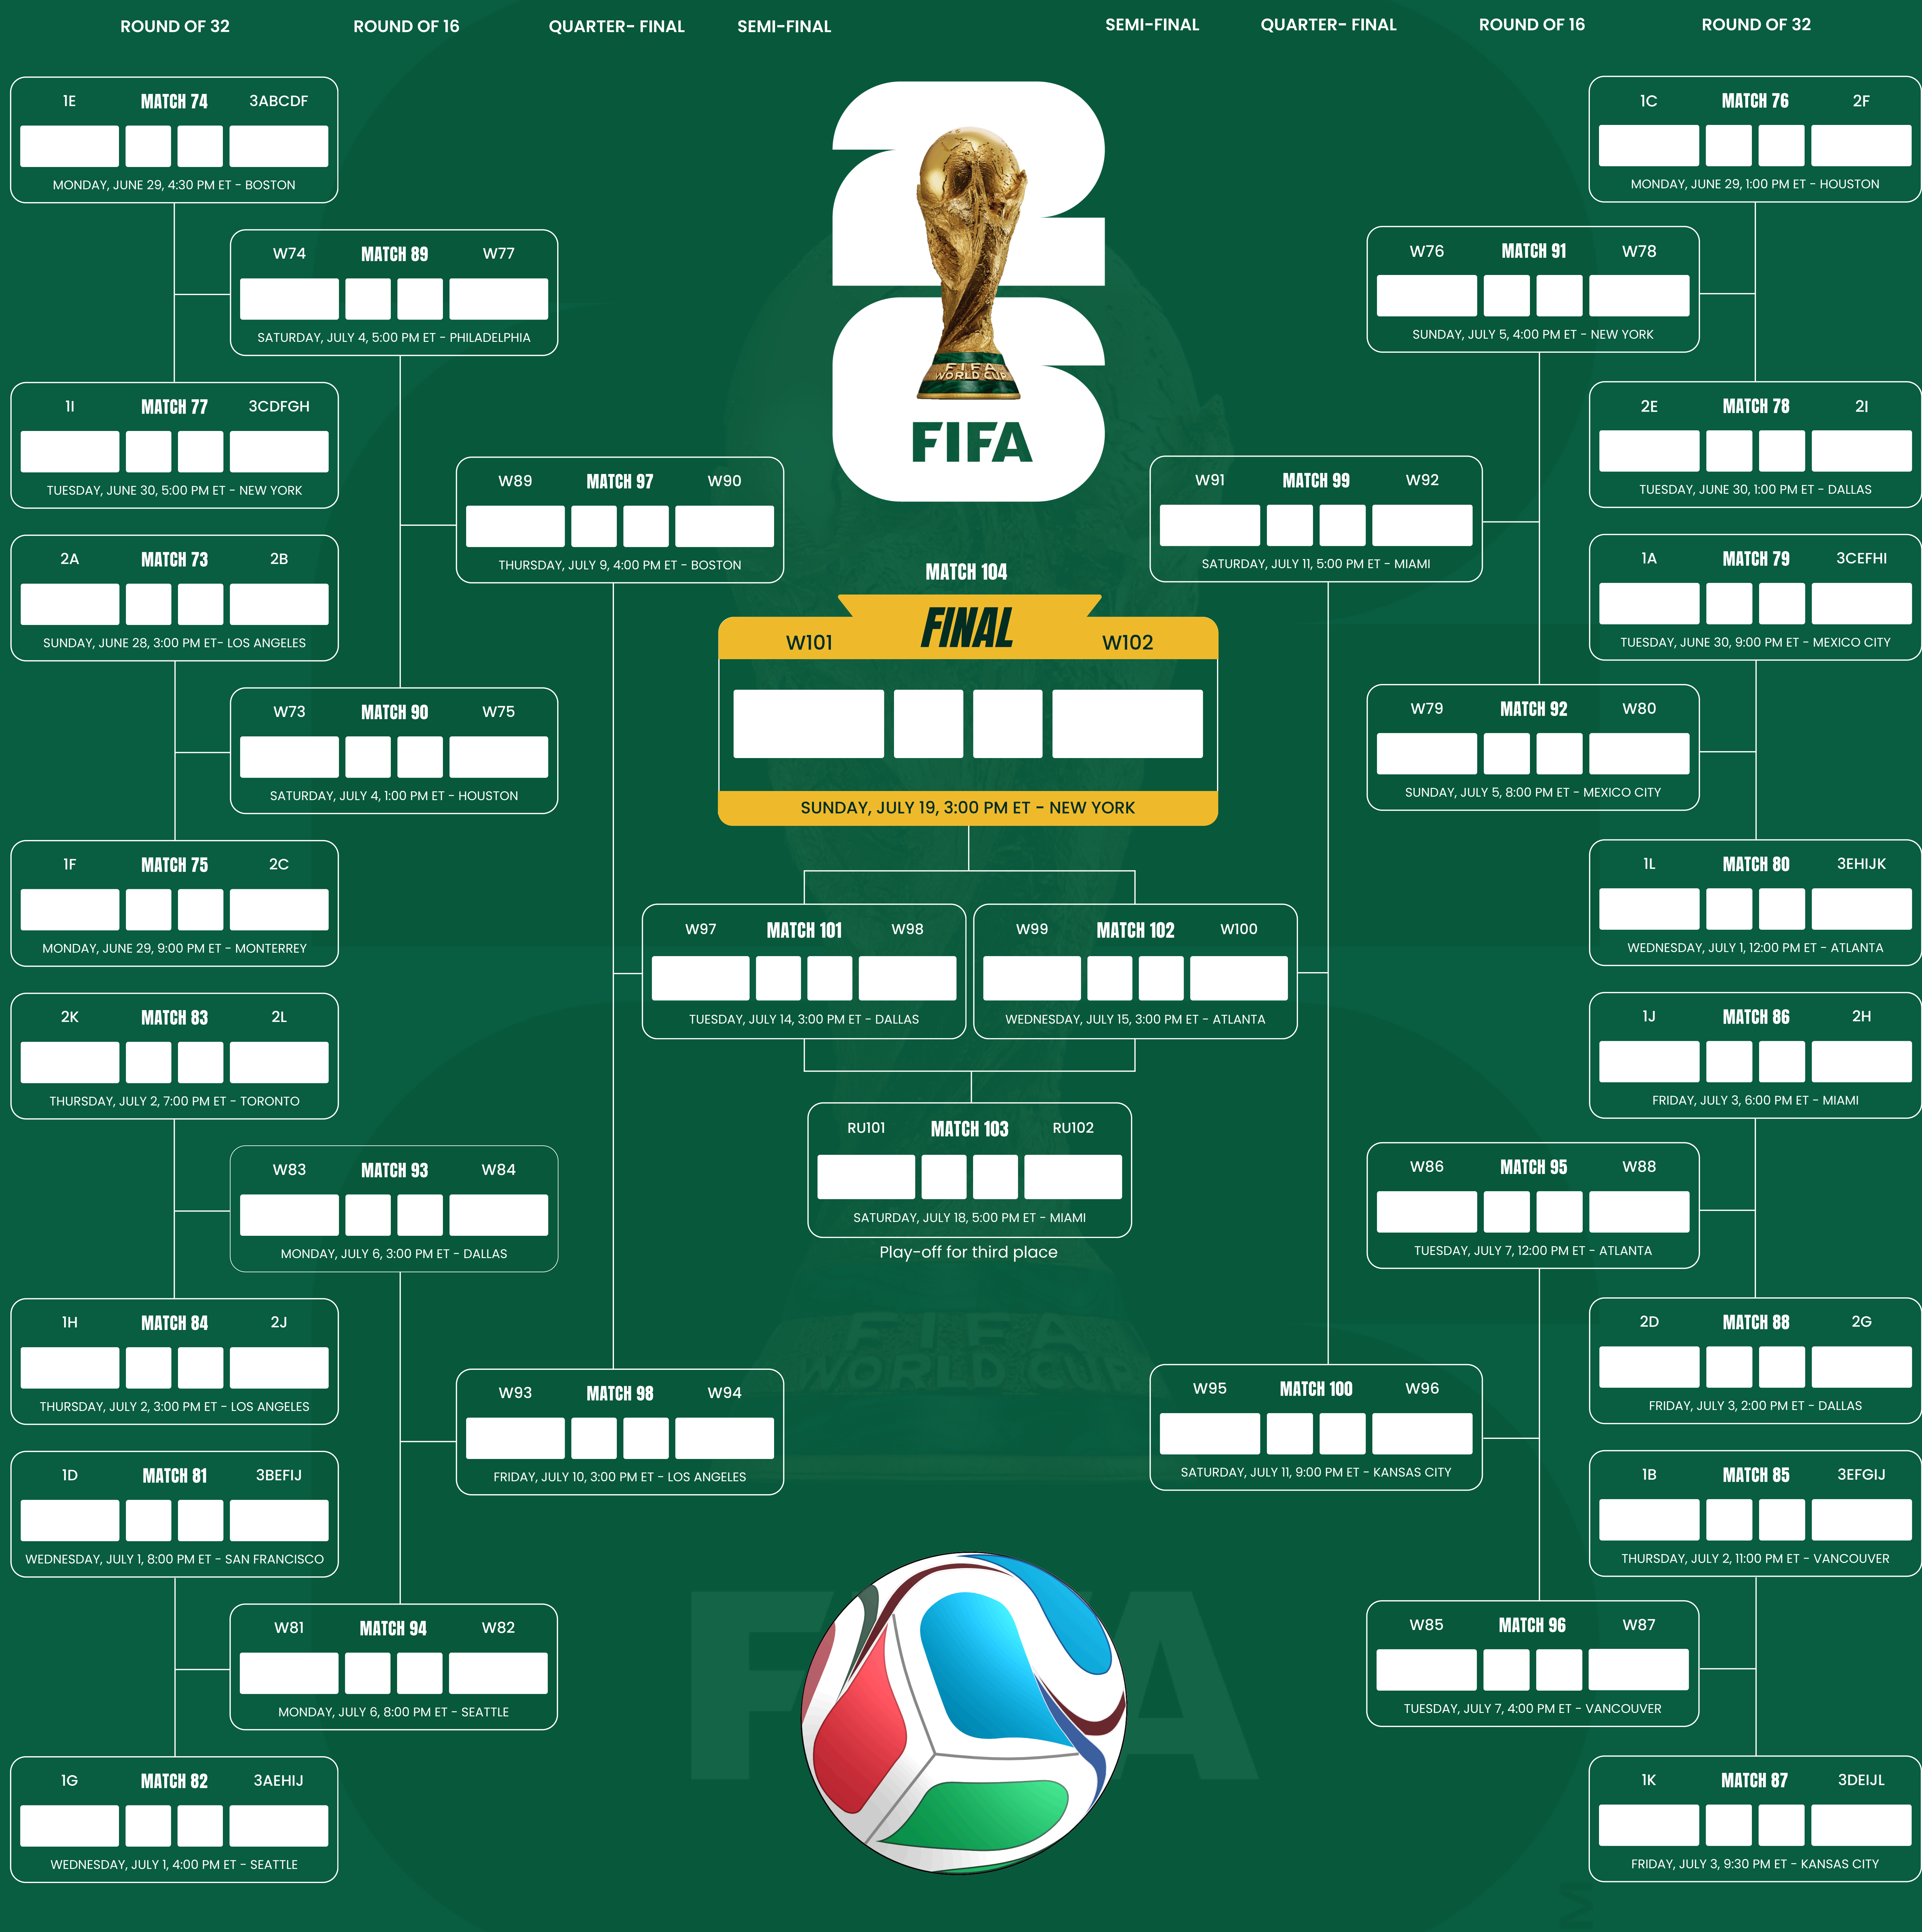 ROUND OF 32
ROUND OF 16
QUARTER- FINAL
SEMI-FINAL
SEMI-FINAL
QUARTER- FINAL
ROUND OF 16
ROUND OF 32
1E MATCH 74 3ABCDF
MONDAY, JUNE 29, 4:30 PM ET - BOSTON
W74 MATCH 89 W77
SATURDAY, JULY 4, 5:00 PM ET - PHILADELPHIA
1I MATCH 77 3CDFGH
TUESDAY, JUNE 30, 5:00 PM ET - NEW YORK
W89 MATCH 97 W90
THURSDAY, JULY 9, 4:00 PM ET - BOSTON
2A MATCH 73 2B
SUNDAY, JUNE 28, 3:00 PM ET- LOS ANGELES
W73 MATCH 90 W75
SATURDAY, JULY 4, 1:00 PM ET - HOUSTON
1F MATCH 75 2C
MONDAY, JUNE 29, 9:00 PM ET - MONTERREY
2K MATCH 83 2L
THURSDAY, JULY 2, 7:00 PM ET - TORONTO
W83 MATCH 93 W84
MONDAY, JULY 6, 3:00 PM ET - DALLAS
1H MATCH 84 2J
THURSDAY, JULY 2, 3:00 PM ET - LOS ANGELES
W93 MATCH 98 W94
FRIDAY, JULY 10, 3:00 PM ET - LOS ANGELES
1D MATCH 81 3BEFIJ
WEDNESDAY, JULY 1, 8:00 PM ET - SAN FRANCISCO
W81 MATCH 94 W82
MONDAY, JULY 6, 8:00 PM ET - SEATTLE
1G MATCH 82 3AEHIJ
WEDNESDAY, JULY 1, 4:00 PM ET - SEATTLE
26
FIFA
WORLD CUP
FIFA
MATCH 104
FINAL
W101 W102
SUNDAY, JULY 19, 3:00 PM ET - NEW YORK
W97 MATCH 101 W98
TUESDAY, JULY 14, 3:00 PM ET - DALLAS
W99 MATCH 102 W100
WEDNESDAY, JULY 15, 3:00 PM ET - ATLANTA
RU101 MATCH 103 RU102
SATURDAY, JULY 18, 5:00 PM ET - MIAMI
Play-off for third place
FIFA
WORLD CUP
1C MATCH 76 2F
MONDAY, JUNE 29, 1:00 PM ET - HOUSTON
W76 MATCH 91 W78
SUNDAY, JULY 5, 4:00 PM ET - NEW YORK
2E MATCH 78 2I
TUESDAY, JUNE 30, 1:00 PM ET - DALLAS
W91 MATCH 99 W92
SATURDAY, JULY 11, 5:00 PM ET - MIAMI
1A MATCH 79 3CEFHI
TUESDAY, JUNE 30, 9:00 PM ET - MEXICO CITY
W79 MATCH 92 W80
SUNDAY, JULY 5, 8:00 PM ET - MEXICO CITY
1L MATCH 80 3EHIJK
WEDNESDAY, JULY 1, 12:00 PM ET - ATLANTA
1J MATCH 86 2H
FRIDAY, JULY 3, 6:00 PM ET - MIAMI
W86 MATCH 95 W88
TUESDAY, JULY 7, 12:00 PM ET - ATLANTA
2D MATCH 88 2G
FRIDAY, JULY 3, 2:00 PM ET - DALLAS
W95 MATCH 100 W96
SATURDAY, JULY 11, 9:00 PM ET - KANSAS CITY
1B MATCH 85 3EFGIJ
THURSDAY, JULY 2, 11:00 PM ET - VANCOUVER
W85 MATCH 96 W87
TUESDAY, JULY 7, 4:00 PM ET - VANCOUVER
1K MATCH 87 3DEIJL
FRIDAY, JULY 3, 9:30 PM ET - KANSAS CITY